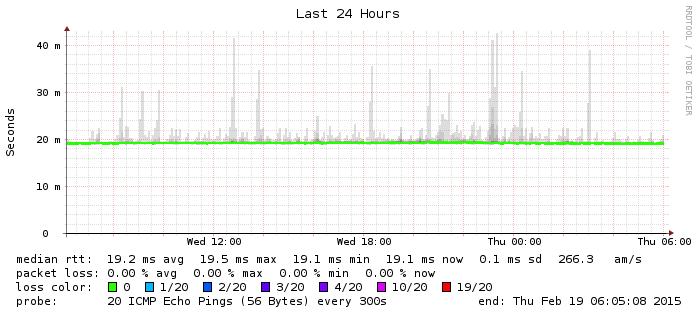 Last 24 Hours
RRDTOOL / TOBI OETIKER
Seconds
40 m
30 m
20 m
10 m
0
Wed 12:00 Wed 18:00 Thu 00:00 Thu 06:00
median rtt: 19.2 ms avg 19.5 ms max 19.1 ms min 19.1 ms now 0.1 ms sd 266.3 am/s
packet loss: 0.00 % avg 0.00 % max 0.00 % min 0.00 % now
loss color: 0 1/20 2/20 3/20 4/20 10/20 19/20
probe: 20 ICMP Echo Pings (56 Bytes) every 300s end: Thu Feb 19 06:05:08 2015